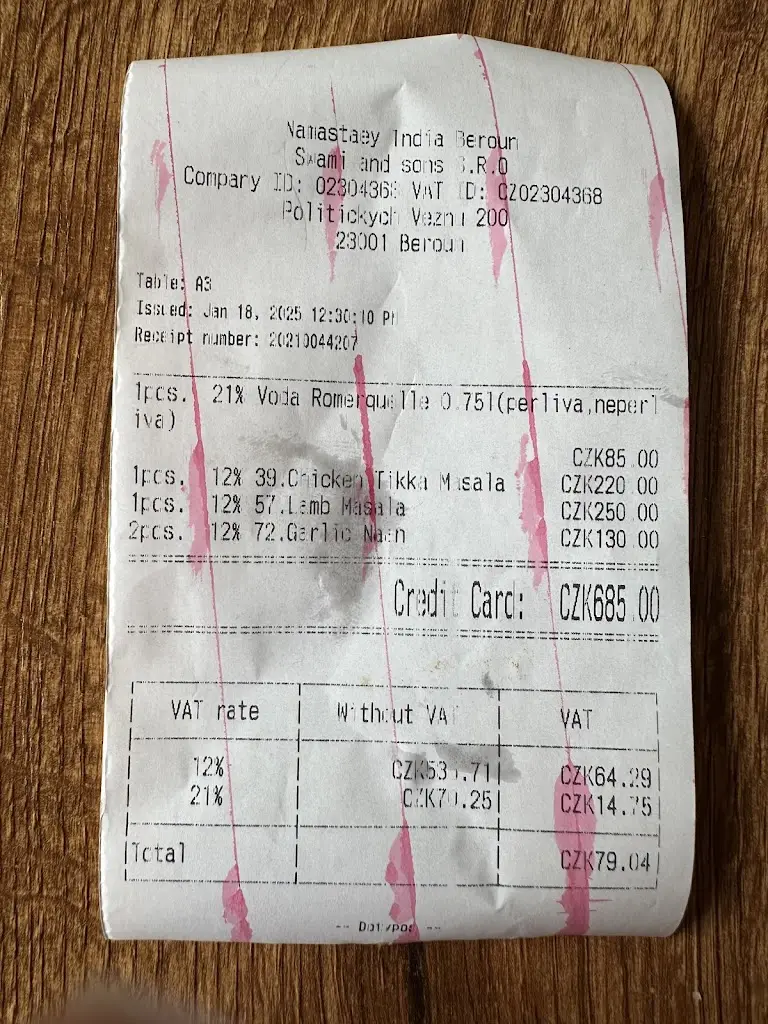 Namastaey India Beroun
Swami and sons S.R.O
Company ID: 02304368 VAT ID: CZ02304368
Politickych Veznu 200
23001 Beroun
Table: A3
Issued: Jan 18, 2025 12:30:10 PM
Receipt number: 20210044207
1pcs. 21% Voda Romerquelle 0.75l(perliva,neperl
iva)
CZK85.00
1pcs. 12% 39.Chicken Tikka Masala CZK220.00
1pcs. 12% 57.Lamb Masala CZK250.00
2pcs. 12% 72.Garlic Naan CZK130.00
Credit Card: CZK685.00
VAT rate Without VAT VAT
12% CZK535.71 CZK64.29
21% CZK70.25 CZK14.75
Total CZK79.04
-- Dotypos --